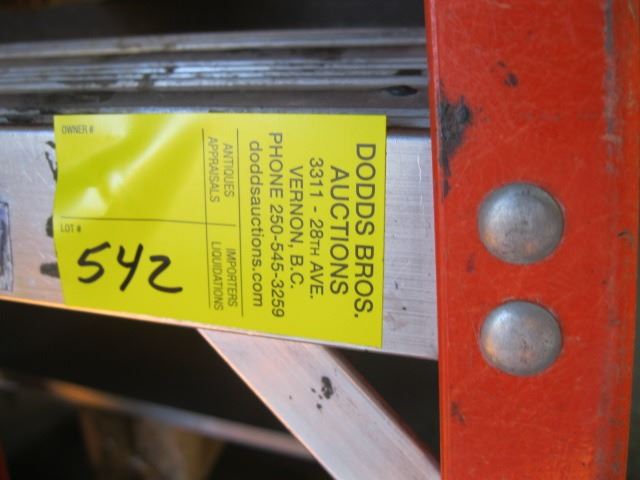 DODDS BROS.
AUCTIONS
3311 - 28TH AVE.
VERNON, B.C.
PHONE 250-545-3259
doddsauctions.com
ANTIQUES
APPRAISALS
IMPORTERS
LIQUIDATIONS
OWNER #
LOT #
542